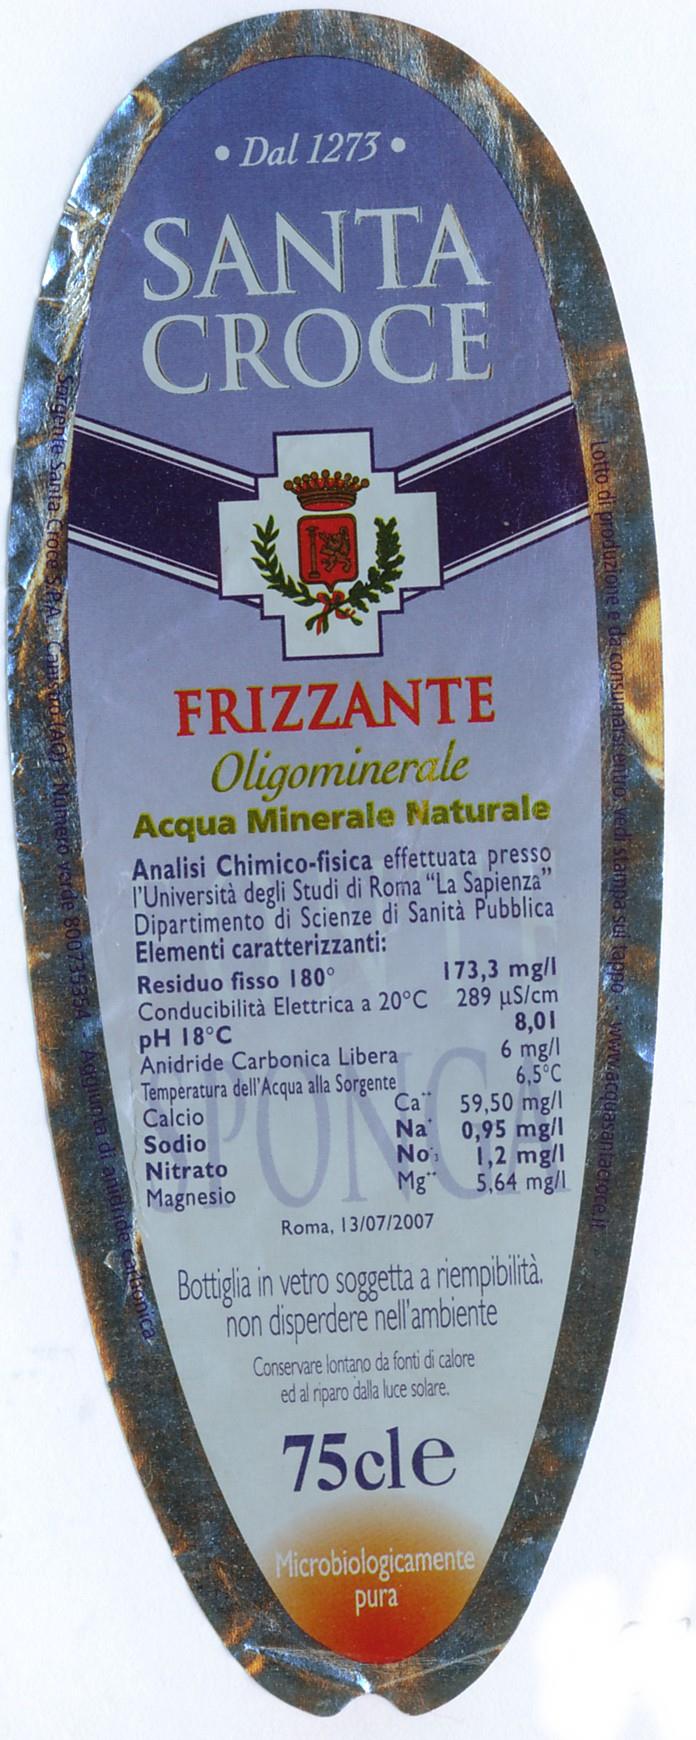 • Dal 1273 •
SANTA
CROCE
FRIZZANTE
Oligominerale
Acqua Minerale Naturale
Analisi Chimico-fisica effettuata presso
l'Università degli Studi di Roma "La Sapienza"
Dipartimento di Scienze di Sanità Pubblica
Elementi caratterizzanti:
Residuo fisso 180° 173,3 mg/l
Conducibilità Elettrica a 20°C 289 µS/cm
pH 18°C 8,01
Anidride Carbonica Libera 6 mg/l
Temperatura dell'Acqua alla Sorgente 6,5°C
Calcio Ca⁺⁺ 59,50 mg/l
Sodio Na⁺ 0,95 mg/l
Nitrato No⁻₃ 1,2 mg/l
Magnesio Mg⁺⁺ 5,64 mg/l
Roma, 13/07/2007
Bottiglia in vetro soggetta a riempibilità.
non disperdere nell'ambiente
Conservare lontano da fonti di calore
ed al riparo dalla luce solare.
75cl e
Microbiologicamente
pura
Sorgente Santa Croce S.P.A. - Canistro (AQ) Numero verde 800735354 Aggiunta di anidride carbonica
Lotto di produzione e da consumarsi entro: vedi stampa sul tappo - www.acquasantacroce.it